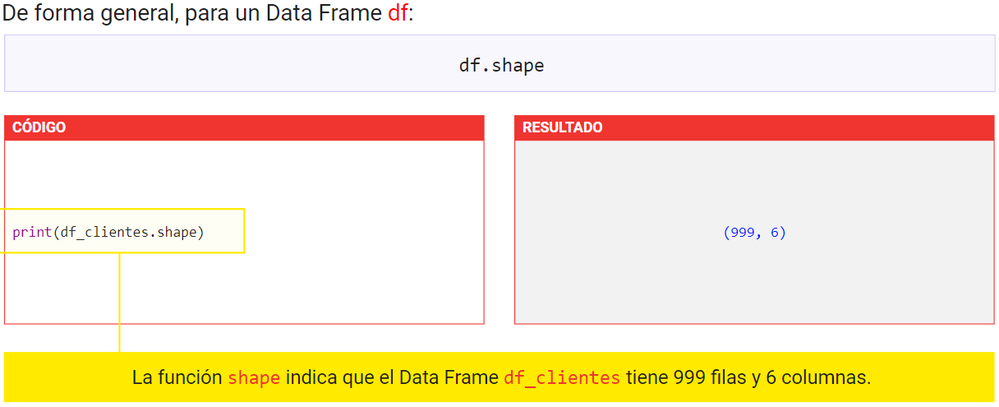 De forma general, para un Data Frame df:
df.shape
CÓDIGO
print(df_clientes.shape)
RESULTADO
(999, 6)
La función shape indica que el Data Frame df_clientes tiene 999 filas y 6 columnas.